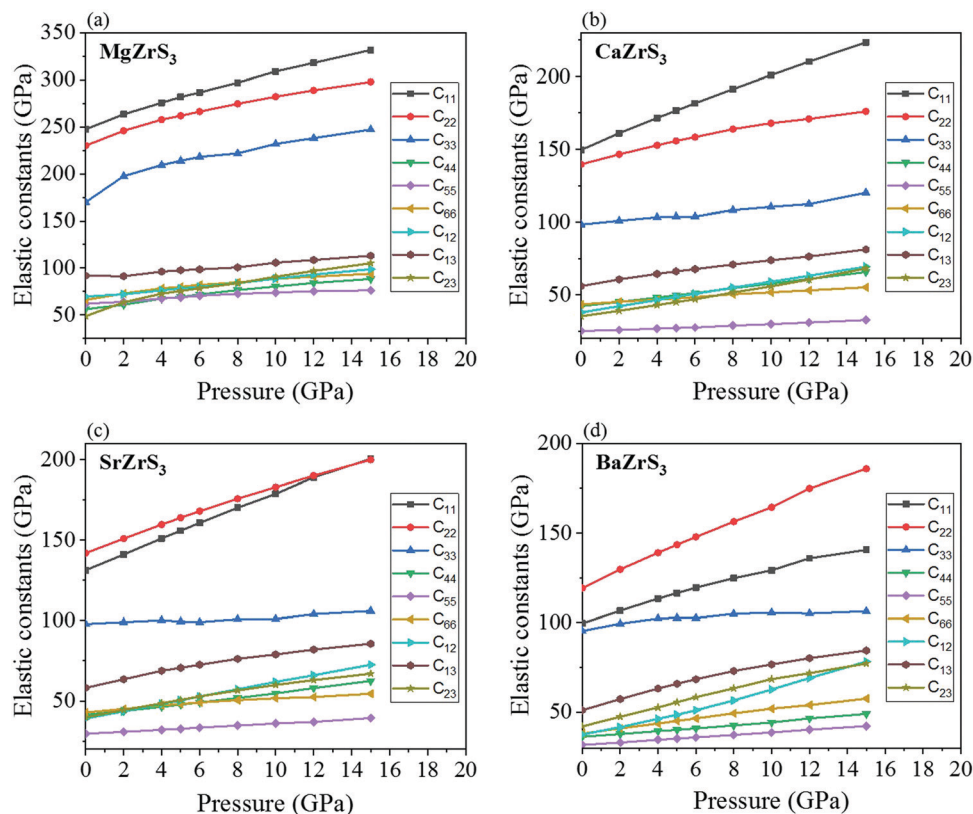 (a)
MgZrS₃
Elastic constants (GPa)
350
300
250
200
150
100
50
0 2 4 6 8 10 12 14 16 18 20
Pressure (GPa)
C₁₁
C₂₂
C₃₃
C₄₄
C₅₅
C₆₆
C₁₂
C₁₃
C₂₃
(b)
CaZrS₃
Elastic constants (GPa)
200
150
100
50
0 2 4 6 8 10 12 14 16 18 20
Pressure (GPa)
C₁₁
C₂₂
C₃₃
C₄₄
C₅₅
C₆₆
C₁₂
C₁₃
C₂₃
(c)
SrZrS₃
Elastic constants (GPa)
200
150
100
50
0 2 4 6 8 10 12 14 16 18 20
Pressure (GPa)
C₁₁
C₂₂
C₃₃
C₄₄
C₅₅
C₆₆
C₁₂
C₁₃
C₂₃
(d)
BaZrS₃
Elastic constants (GPa)
200
150
100
50
0 2 4 6 8 10 12 14 16 18 20
Pressure (GPa)
C₁₁
C₂₂
C₃₃
C₄₄
C₅₅
C₆₆
C₁₂
C₁₃
C₂₃